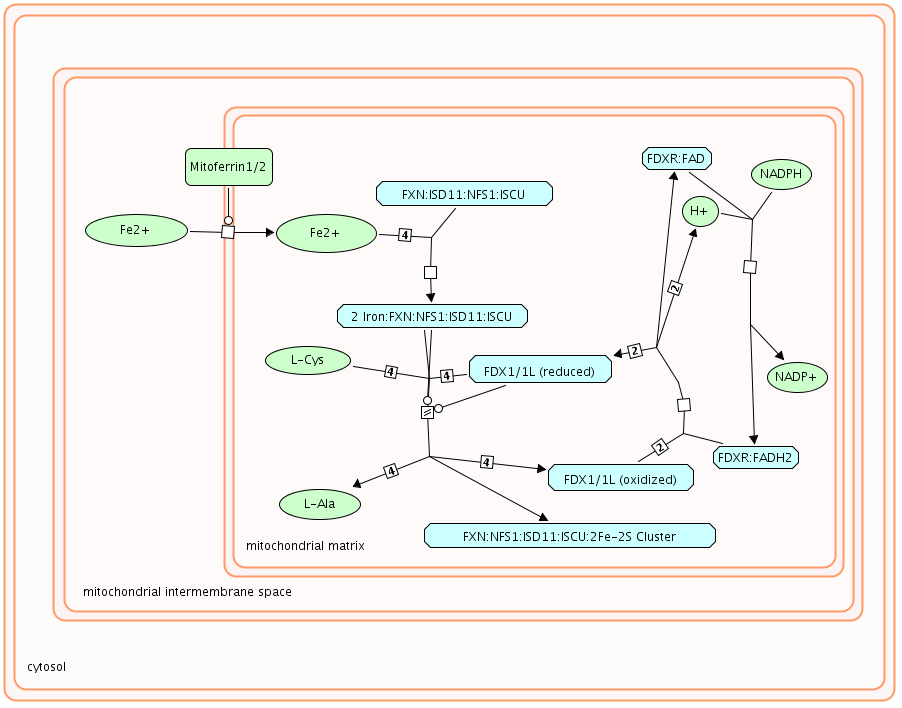 FDXR:FAD
Mitoferrin1/2
NADPH
FXN:ISD11:NFS1:ISCU
H+
Fe2+
Fe2+
4
2
2 Iron:FXN:NFS1:ISD11:ISCU
2
L-Cys
4
4
FDX1/1L (reduced)
NADP+
2
FDXR:FADH2
4
4
FDX1/1L (oxidized)
L-Ala
FXN:NFS1:ISD11:ISCU:2Fe-2S Cluster
mitochondrial matrix
mitochondrial intermembrane space
cytosol